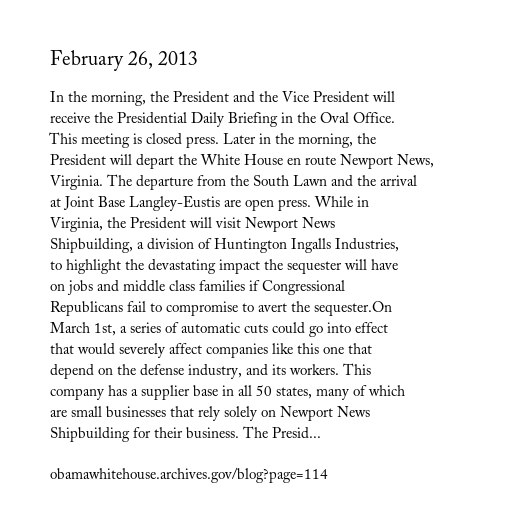 February 26, 2013
In the morning, the President and the Vice President will
receive the Presidential Daily Briefing in the Oval Office.
This meeting is closed press. Later in the morning, the
President will depart the White House en route Newport News,
Virginia. The departure from the South Lawn and the arrival
at Joint Base Langley-Eustis are open press. While in
Virginia, the President will visit Newport News
Shipbuilding, a division of Huntington Ingalls Industries,
to highlight the devastating impact the sequester will have
on jobs and middle class families if Congressional
Republicans fail to compromise to avert the sequester.On
March 1st, a series of automatic cuts could go into effect
that would severely affect companies like this one that
depend on the defense industry, and its workers. This
company has a supplier base in all 50 states, many of which
are small businesses that rely solely on Newport News
Shipbuilding for their business. The Presid...
obamawhitehouse.archives.gov/blog?page=114